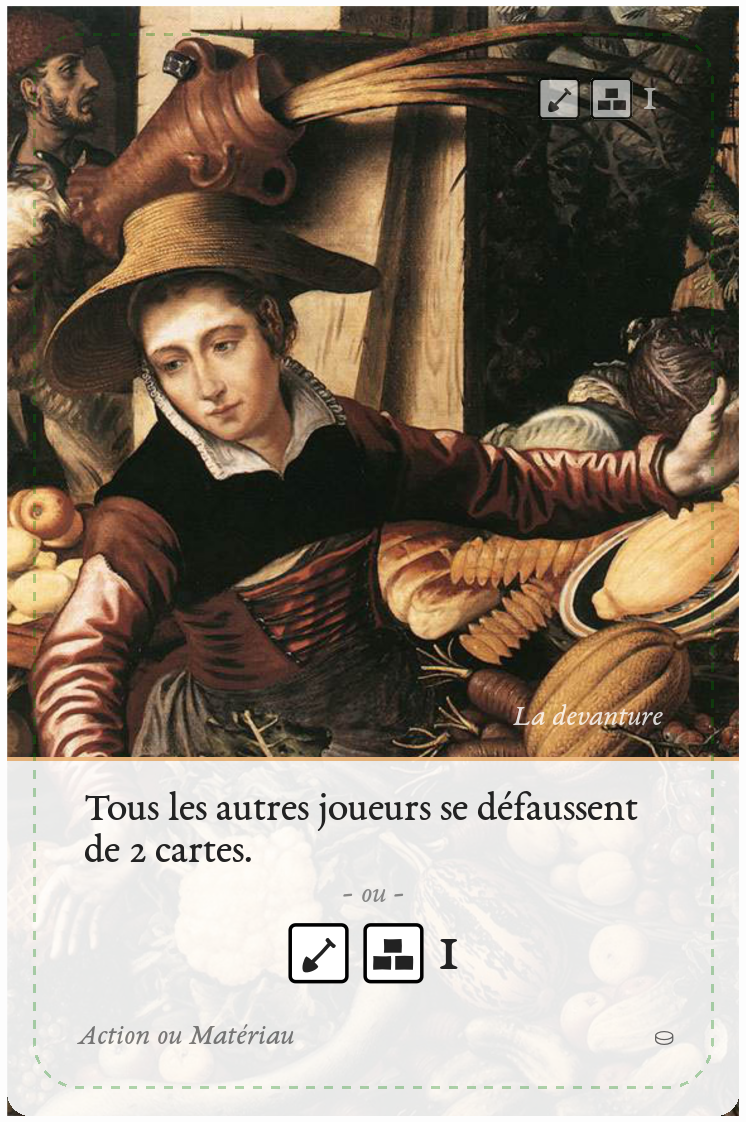 I
La devanture
Tous les autres joueurs se défaussent
de 2 cartes.
- ou -
I
Action ou Matériau